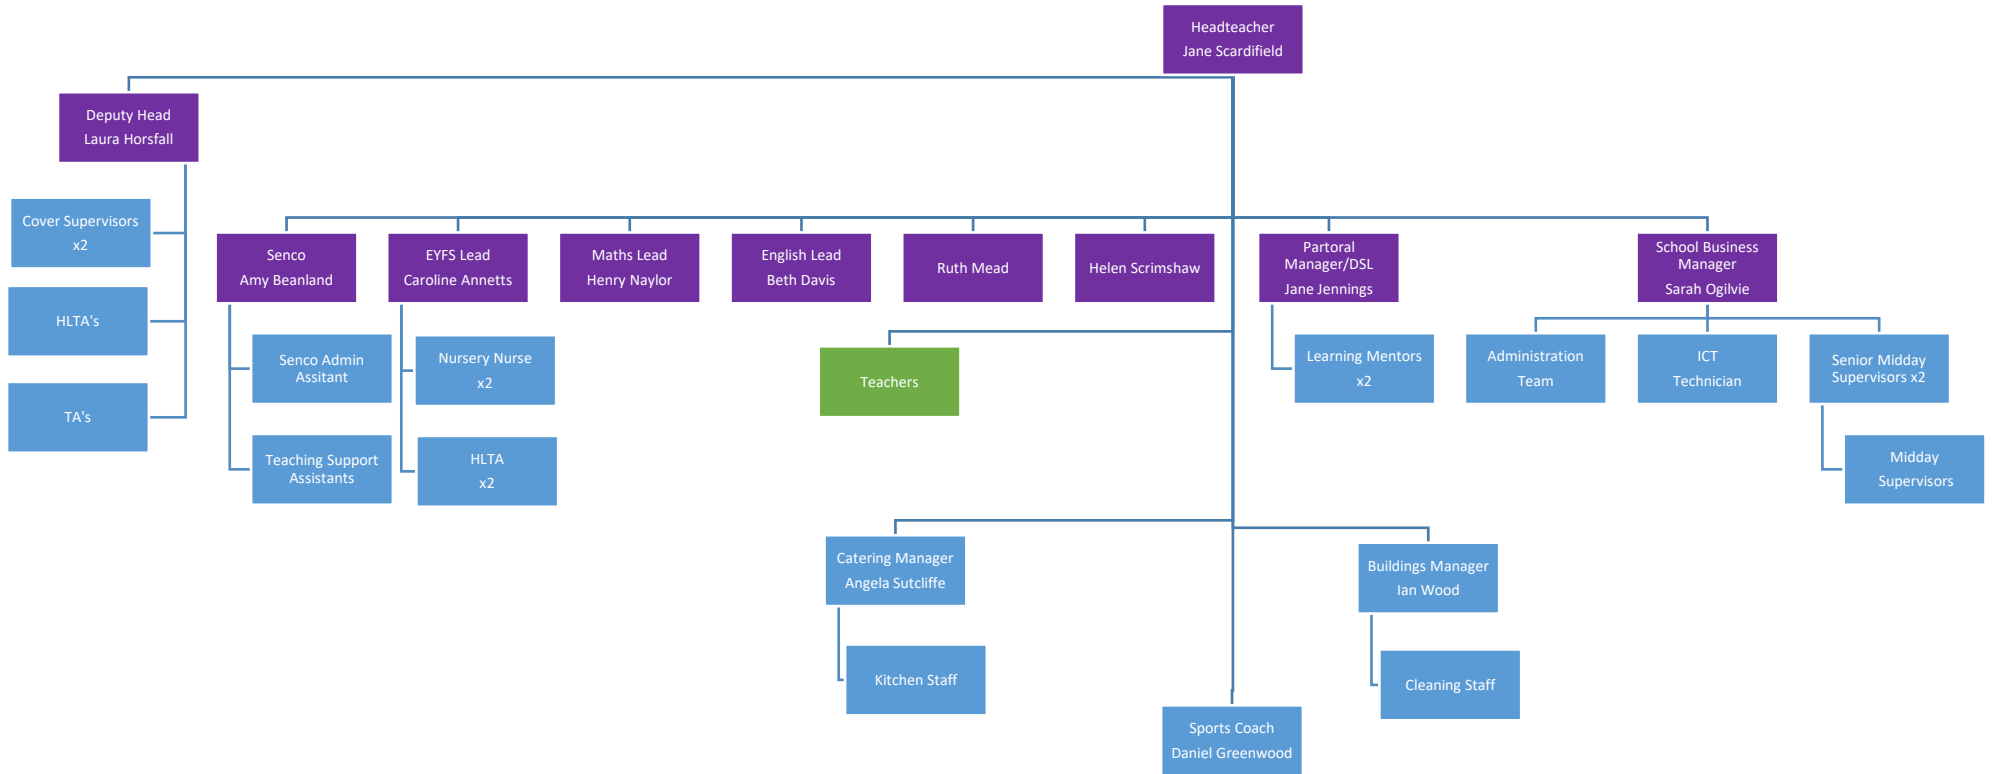 Headteacher
Jane Scardifield
Deputy Head
Laura Horsfall
Cover Supervisors
x2
HLTA's
TA's
Senco
Amy Beanland
EYFS Lead
Caroline Annetts
Maths Lead
Henry Naylor
English Lead
Beth Davis
Ruth Mead
Helen Scrimshaw
Partoral
Manager/DSL
Jane Jennings
School Business
Manager
Sarah Ogilvie
Senco Admin
Assitant
Teaching Support
Assistants
Nursery Nurse
x2
HLTA
x2
Teachers
Learning Mentors
x2
Administration
Team
ICT
Technician
Senior Midday
Supervisors x2
Midday
Supervisors
Catering Manager
Angela Sutcliffe
Kitchen Staff
Buildings Manager
Ian Wood
Cleaning Staff
Sports Coach
Daniel Greenwood